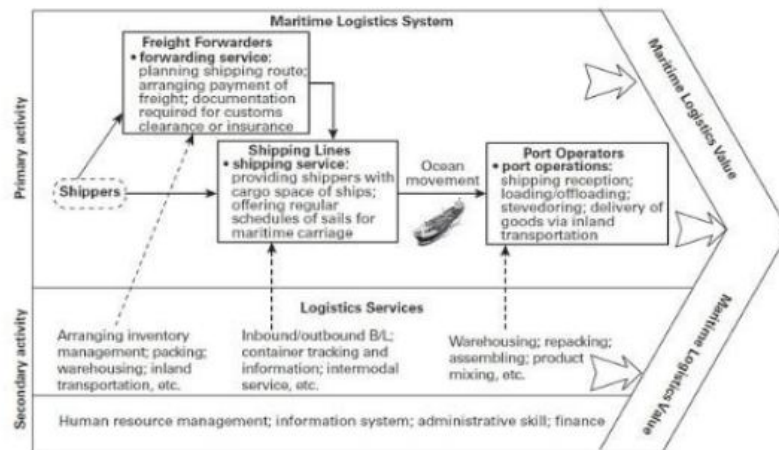 Maritime Logistics System
Freight Forwarders
• forwarding service:
planning shipping route;
arranging payment of
freight; documentation
required for customs
clearance or insurance
Shippers
Shipping Lines
• shipping service:
providing shippers with
cargo space of ships;
offering regular
schedules of sails for
maritime carriage
Ocean
movement
Port Operators
• port operations:
shipping reception;
loading/offloading;
stevedoring; delivery of
goods via inland
transportation
Primary activity
Maritime Logistics Value
Logistics Services
Arranging inventory
management; packing;
warehousing; inland
transportation, etc.
Inbound/outbound B/L;
container tracking and
information; intermodal
service, etc.
Warehousing; repacking;
assembling; product
mixing, etc.
Human resource management; information system; administrative skill; finance
Secondary activity
Maritime Logistics Value